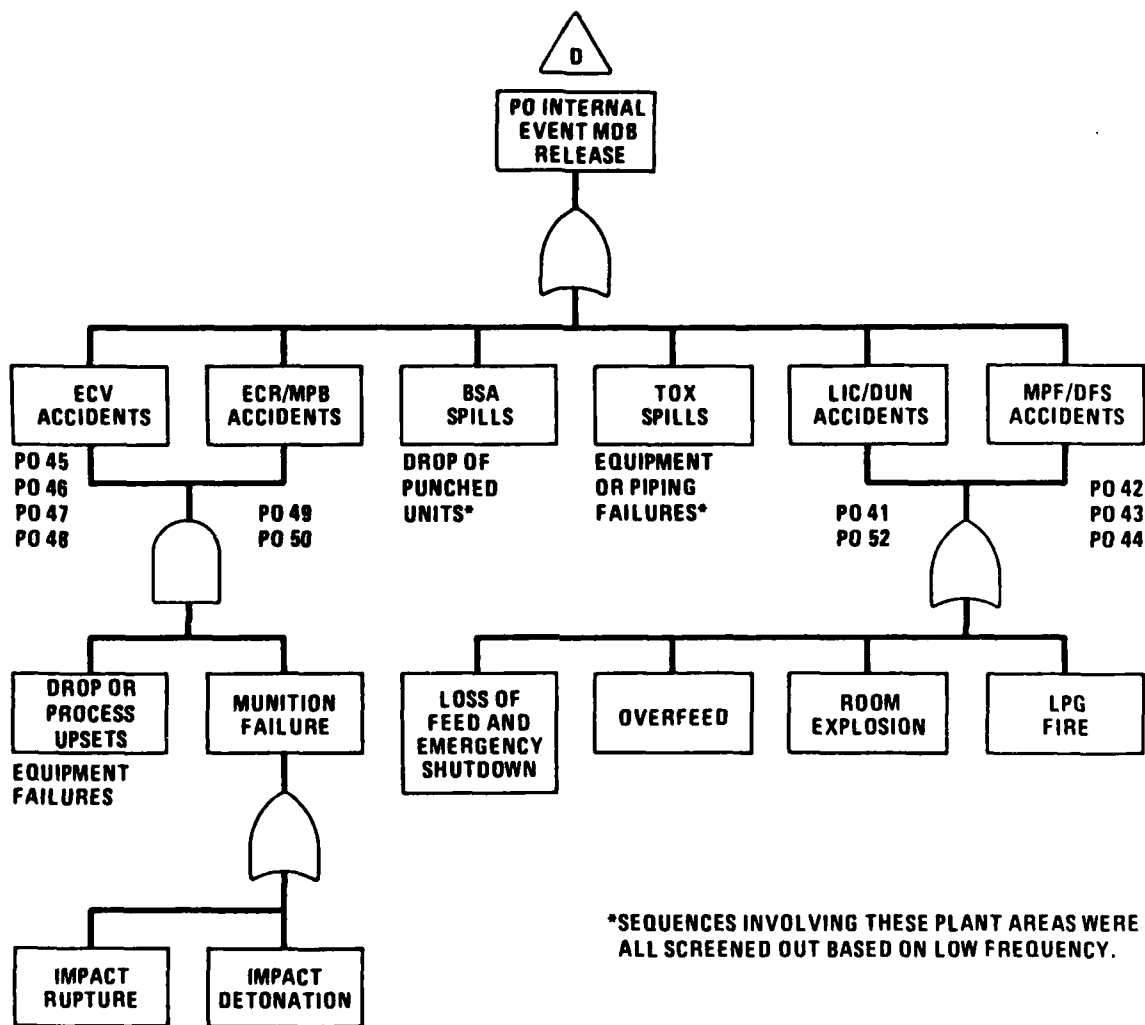 D
PO INTERNAL
EVENT MDB
RELEASE
ECV
ACCIDENTS
ECR/MPB
ACCIDENTS
BSA
SPILLS
TOX
SPILLS
LIC/DUN
ACCIDENTS
MPF/DFS
ACCIDENTS
PO 45
PO 46
PO 47
PO 48
PO 49
PO 50
DROP OF
PUNCHED
UNITS*
EQUIPMENT
OR PIPING
FAILURES*
PO 41
PO 52
PO 42
PO 43
PO 44
DROP OR
PROCESS
UPSETS
EQUIPMENT
FAILURES
MUNITION
FAILURE
LOSS OF
FEED AND
EMERGENCY
SHUTDOWN
OVERFEED
ROOM
EXPLOSION
LPG
FIRE
IMPACT
RUPTURE
IMPACT
DETONATION
*SEQUENCES INVOLVING THESE PLANT AREAS WERE
ALL SCREENED OUT BASED ON LOW FREQUENCY.